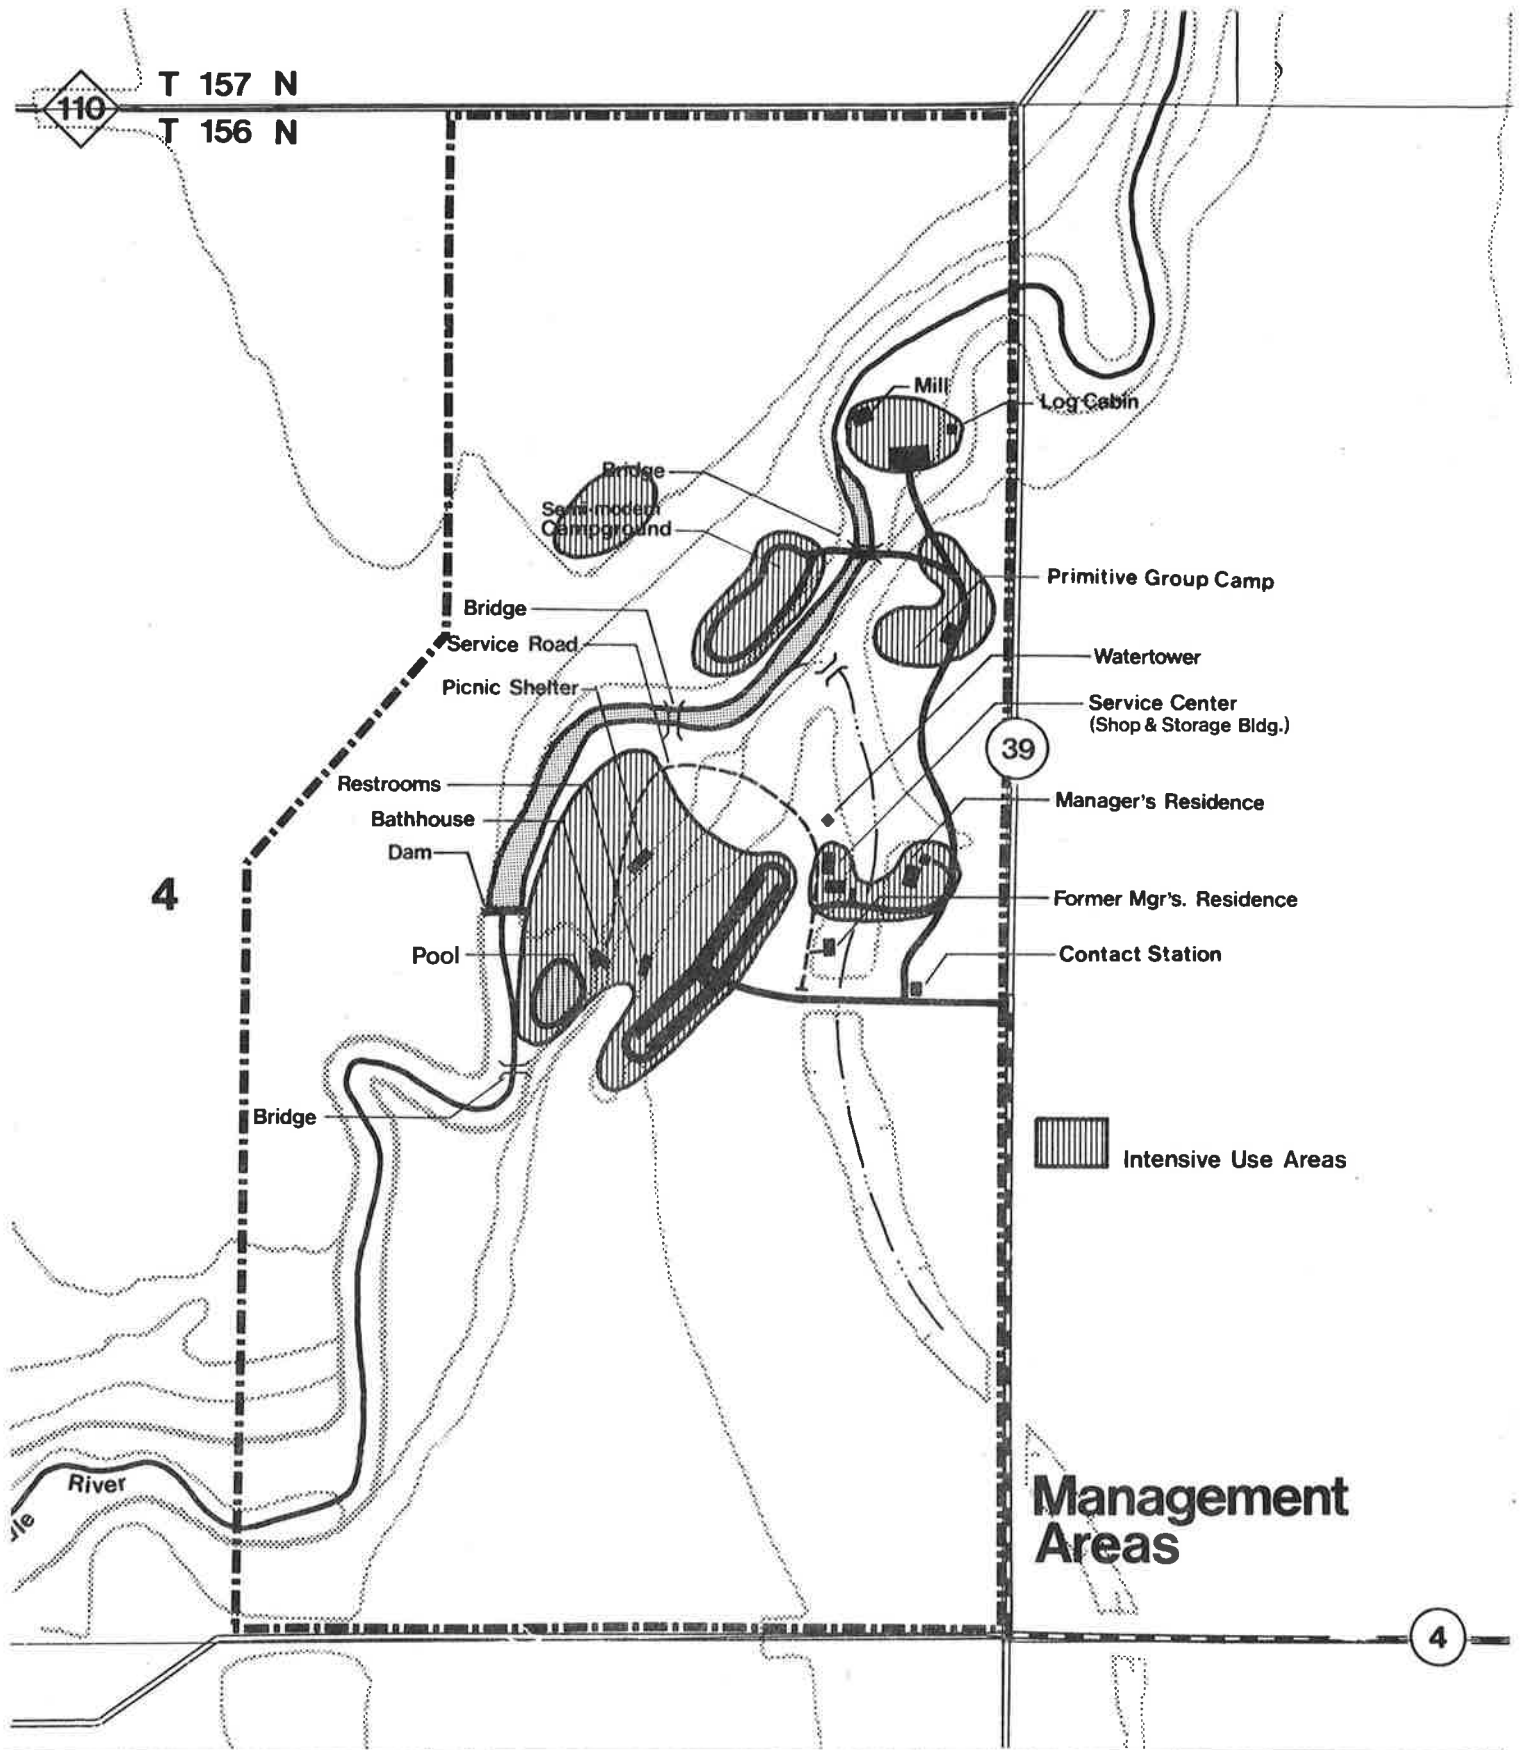 T 157 N
110
T 156 N
Mill
Log Cabin
Bridge
Semi-modern
Campground
Primitive Group Camp
Bridge
Service Road
Watertower
Picnic Shelter
Service Center
(Shop & Storage Bldg.)
39
Restrooms
Manager's Residence
Bathhouse
Dam
4
Former Mgr's. Residence
Pool
Contact Station
Bridge
Intensive Use Areas
River
Management
Areas
4